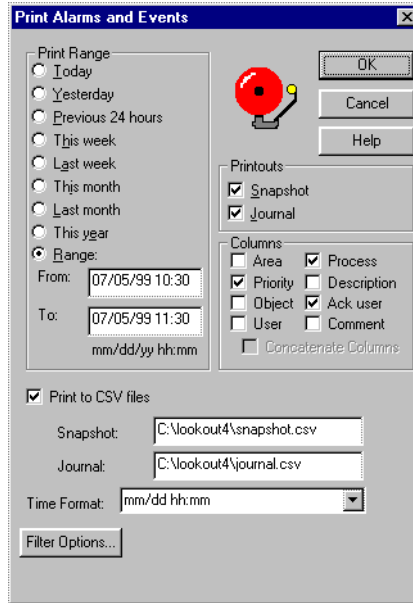 Print Alarms and Events
Print Range
Today
Yesterday
Previous 24 hours
This week
Last week
This month
Last month
This year
Range:
From: 07/05/99 10:30
To: 07/05/99 11:30
mm/dd/yy hh:mm
OK
Cancel
Help
Printouts
Snapshot
Journal
Columns
Area Process
Priority Description
Object Ack user
User Comment
Concatenate Columns
Print to CSV files
Snapshot: C:\lookout4\snapshot.csv
Journal: C:\lookout4\journal.csv
Time Format: mm/dd hh:mm
Filter Options...